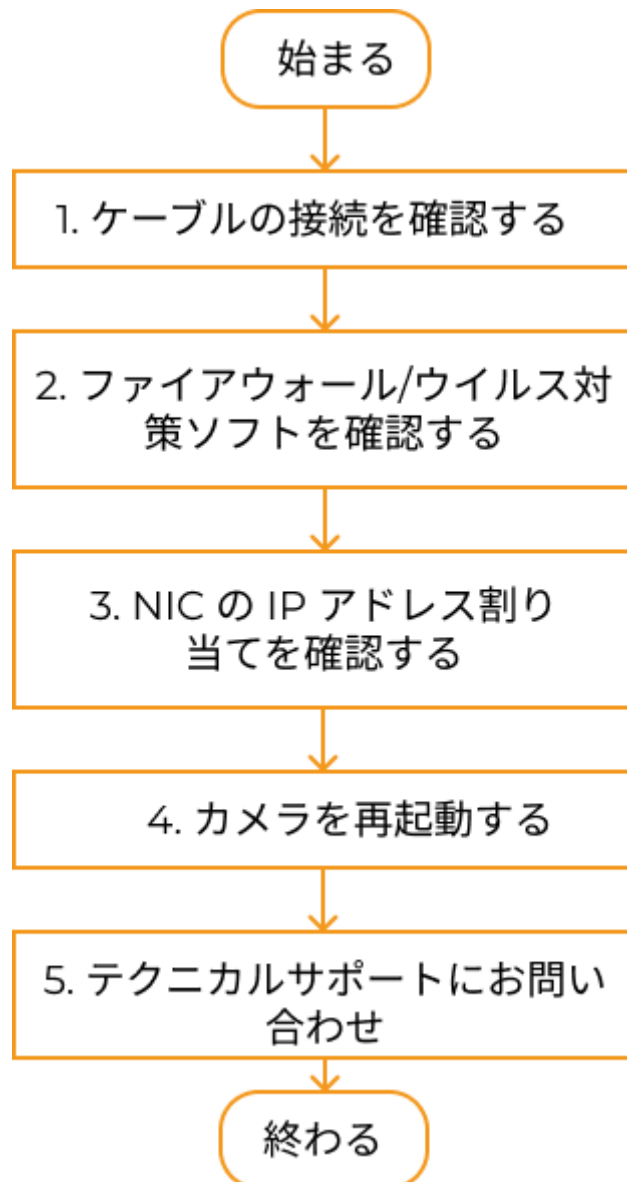 始まる
1. ケーブルの接続を確認する
2. ファイアウォール/ウイルス対
策ソフトを確認する
3. NIC の IP アドレス割り
当てを確認する
4. カメラを再起動する
5. テクニカルサポートにお問い
合わせ
終わる